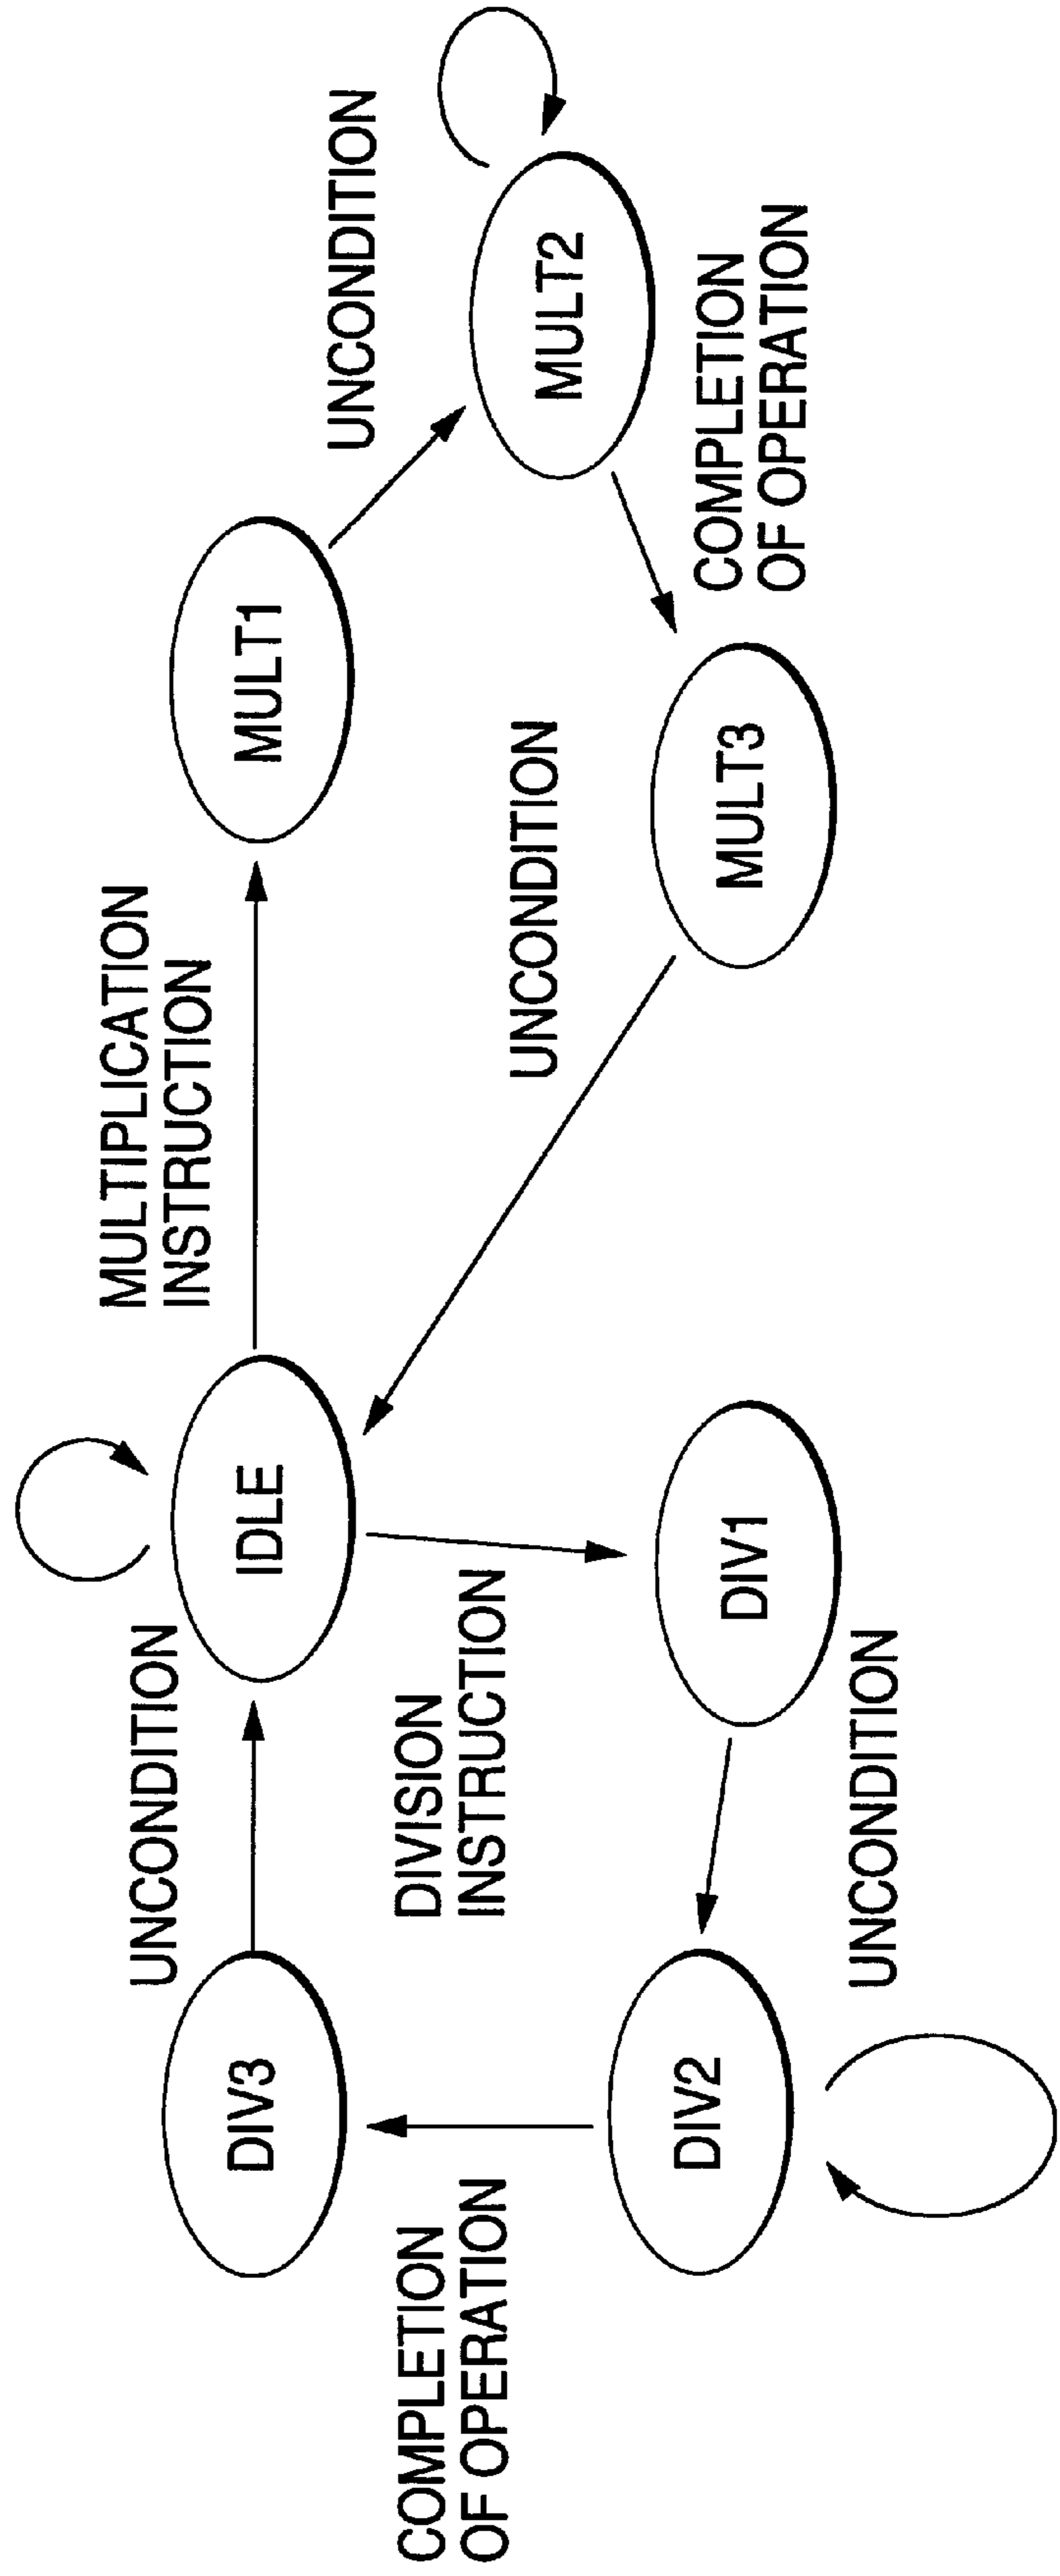 MULTIPLICATION
INSTRUCTION
UNCONDITION
UNCONDITION
DIV3
IDLE
MULT1
MULT2
COMPLETION
OF OPERATION
DIVISION
INSTRUCTION
UNCONDITION
COMPLETION
OF OPERATION
DIV2
DIV1
MULT3
UNCONDITION